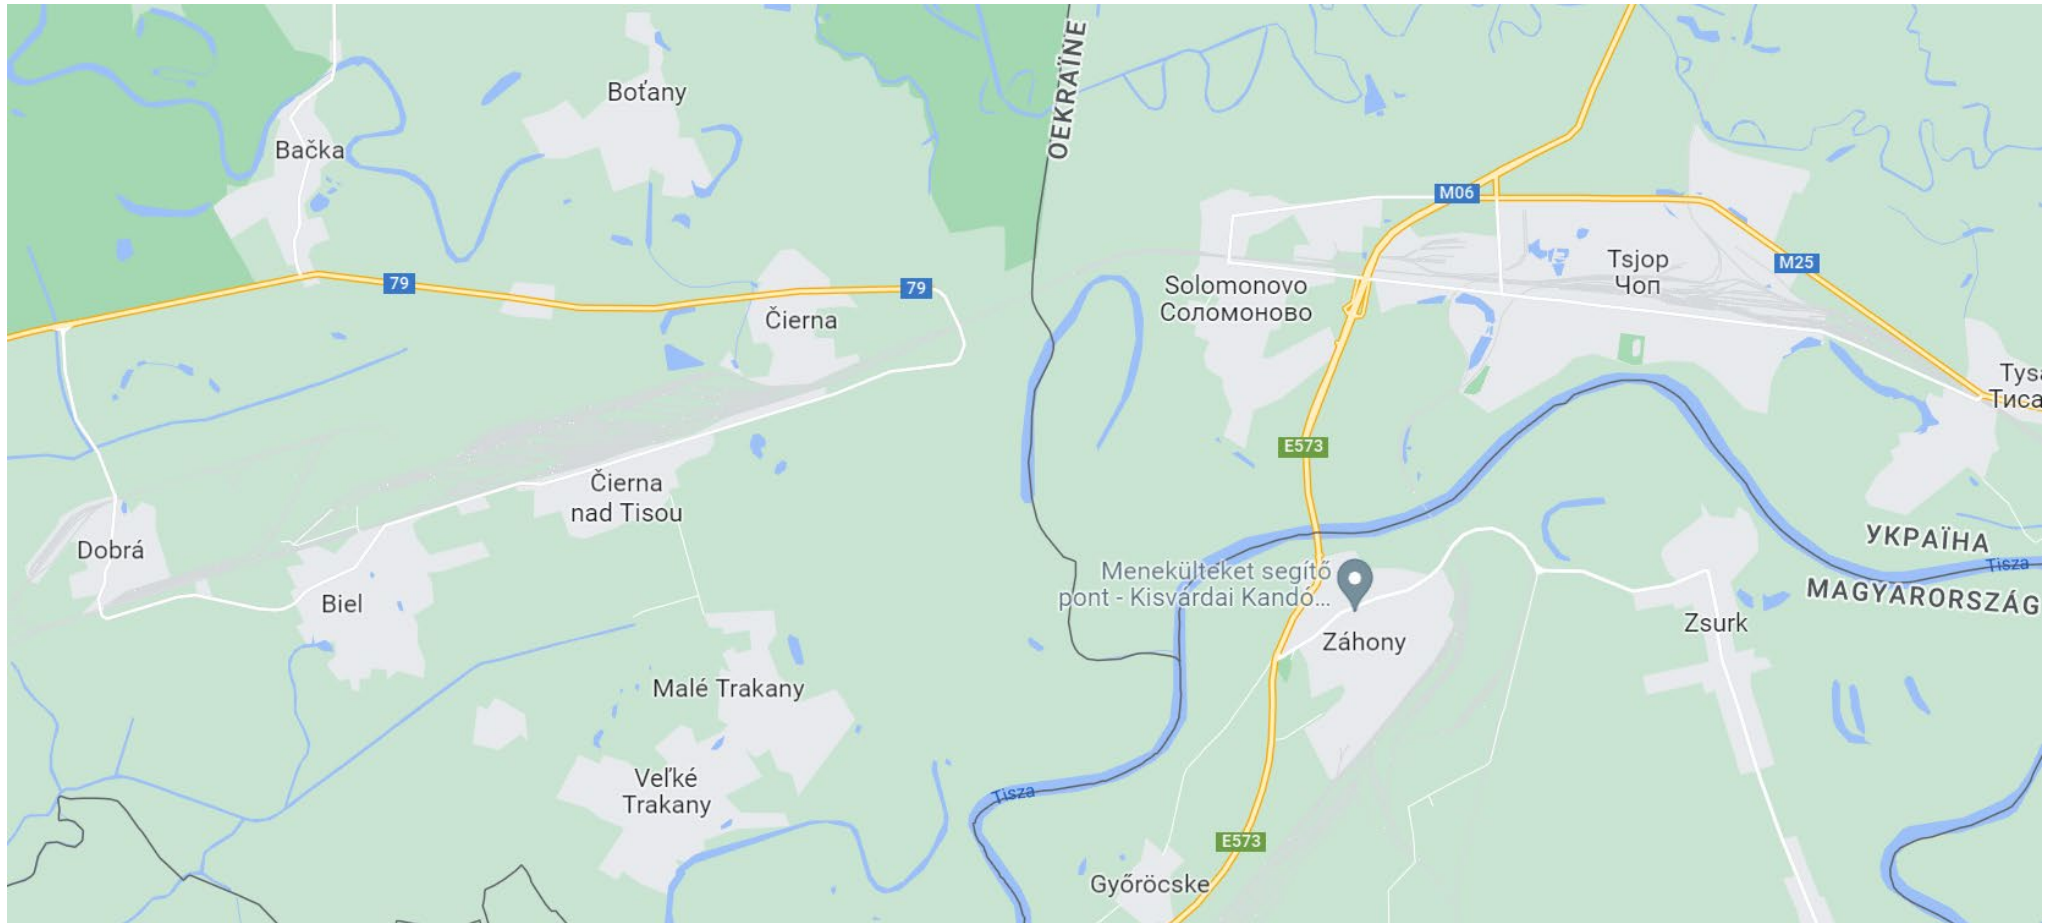 Boťany
OEKRAÏNE
Bačka
M06
79
79
Čierna
Solomonovo
Соломоново
Tsjop
Чоп
M25
Tys
Тиса
E573
Čierna
nad Tisou
Dobrá
Biel
УКРАЇНА
Tisza
MAGYARORSZÁG
Menekülteket segítő
pont - Kisvárdai Kandó...
Záhony
Zsurk
Malé Trakany
Veľké
Trakany
Tisza
E573
Győröcske